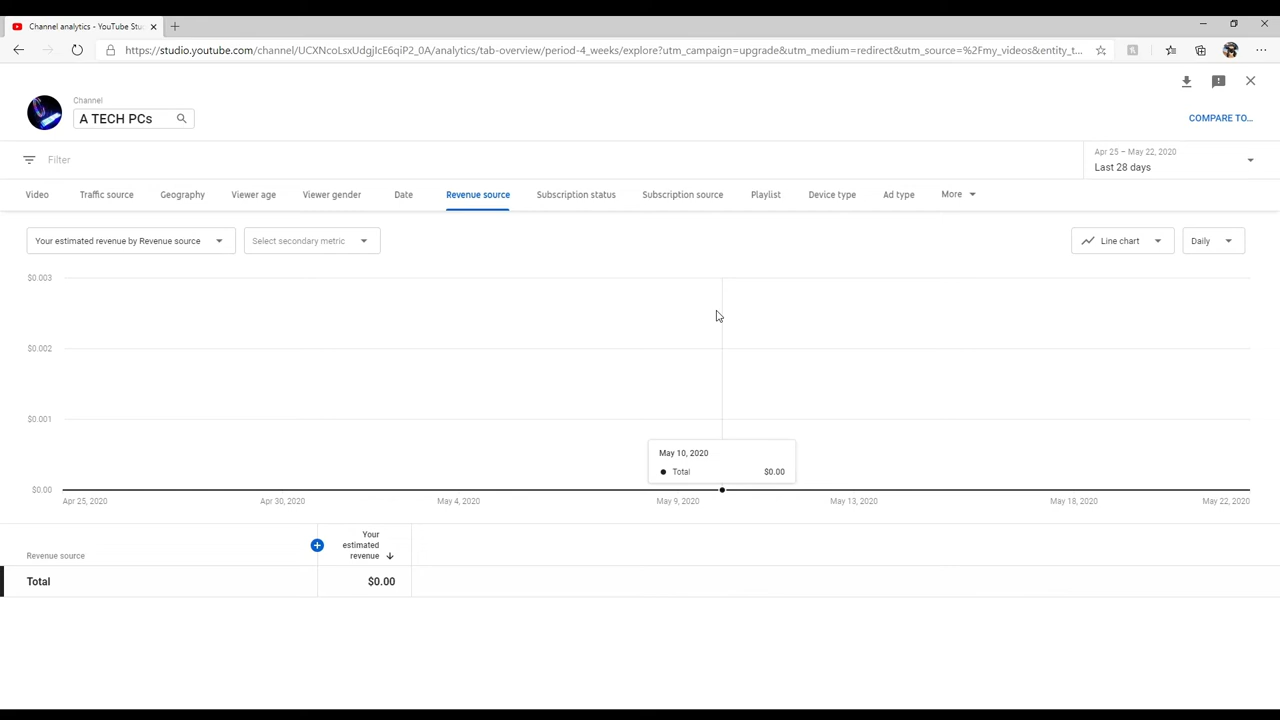 Channel analytics - YouTube Stu
https://studio.youtube.com/channel/UCXNcoLsxUdgjIcE6qiP2_0A/analytics/tab-overview/period-4_weeks/explore?utm_campaign=upgrade&utm_medium=redirect&utm_source=%2Fmy_videos&entity_t...
Channel
A TECH PCs
COMPARE TO...
Filter
Apr 25 – May 22, 2020
Last 28 days
Video Traffic source Geography Viewer age Viewer gender Date Revenue source Subscription status Subscription source Playlist Device type Ad type More
Your estimated revenue by Revenue source Select secondary metric Line chart Daily
$0.003
$0.002
$0.001
May 10, 2020
Total $0.00
$0.00
Apr 25, 2020 Apr 30, 2020 May 4, 2020 May 9, 2020 May 13, 2020 May 18, 2020 May 22, 2020
Your
estimated
revenue
Revenue source
Total $0.00